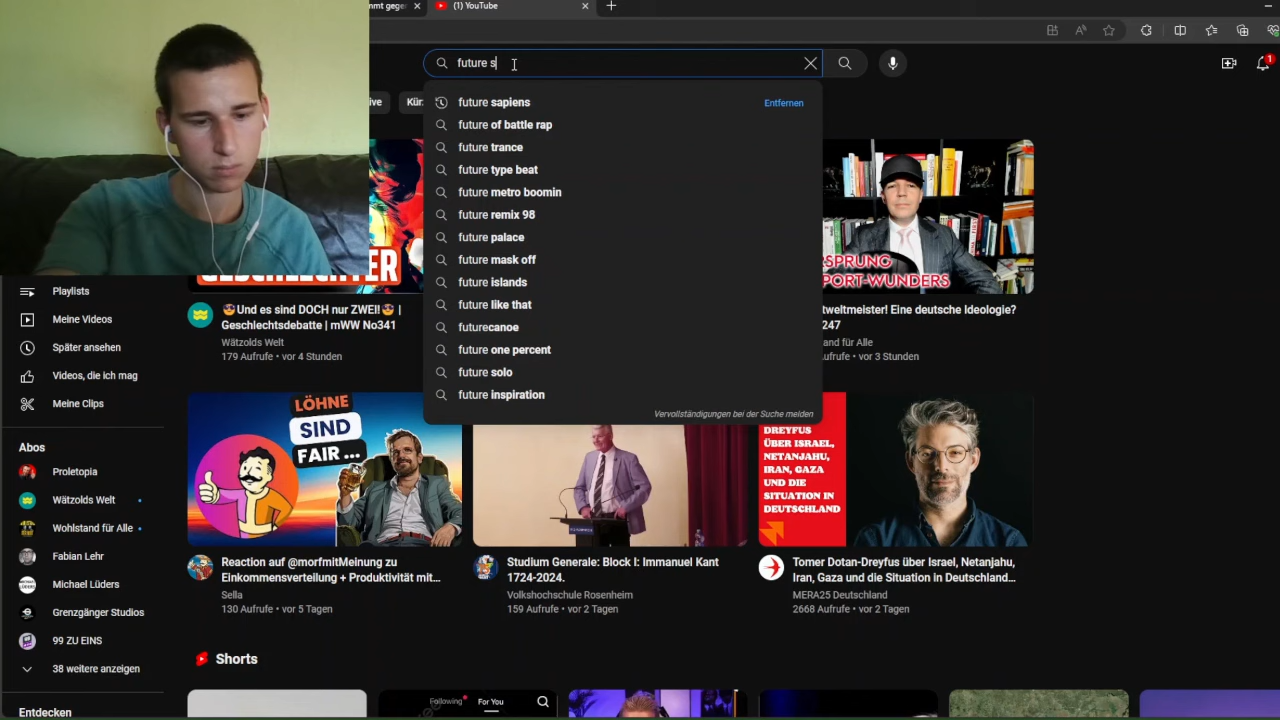 (1) YouTube
future s
future sapiens
Entfernen
future of battle rap
future trance
future type beat
future metro boomin
future remix 98
future palace
future mask off
future islands
future like that
futurecanoe
future one percent
future solo
future inspiration
Vervollständigungen bei der Suche melden
1
Kür
Playlists
Meine Videos
Später ansehen
Videos, die ich mag
Meine Clips
Abos
Proletopia
Wätzolds Welt
Wohlstand für Alle
Fabian Lehr
Michael Lüders
Grenzgänger Studios
99 ZU EINS
38 weitere anzeigen
Entdecken
😎Und es sind DOCH nur ZWEI!😎 |
Geschlechtsdebatte | mWW No341
Wätzolds Welt
179 Aufrufe • vor 4 Stunden
RSPRUNG
PORT-WUNDERS
tweltmeister! Eine deutsche Ideologie?
247
and für Alle
ufrufe • vor 3 Stunden
LÖHNE
SIND
FAIR ...
Reaction auf @morfmitMeinung zu
Einkommensverteilung + Produktivität mit...
Sella
130 Aufrufe • vor 5 Tagen
Studium Generale: Block I: Immanuel Kant
1724-2024.
Volkshochschule Rosenheim
159 Aufrufe • vor 2 Tagen
DREYFUS
ÜBER ISRAEL,
NETANJAHU,
IRAN, GAZA
UND DIE
SITUATION IN
DEUTSCHLAND
Tomer Dotan-Dreyfus über Israel, Netanjahu,
Iran, Gaza und die Situation in Deutschland...
MERA25 Deutschland
2668 Aufrufe • vor 2 Tagen
Shorts
Following
For You